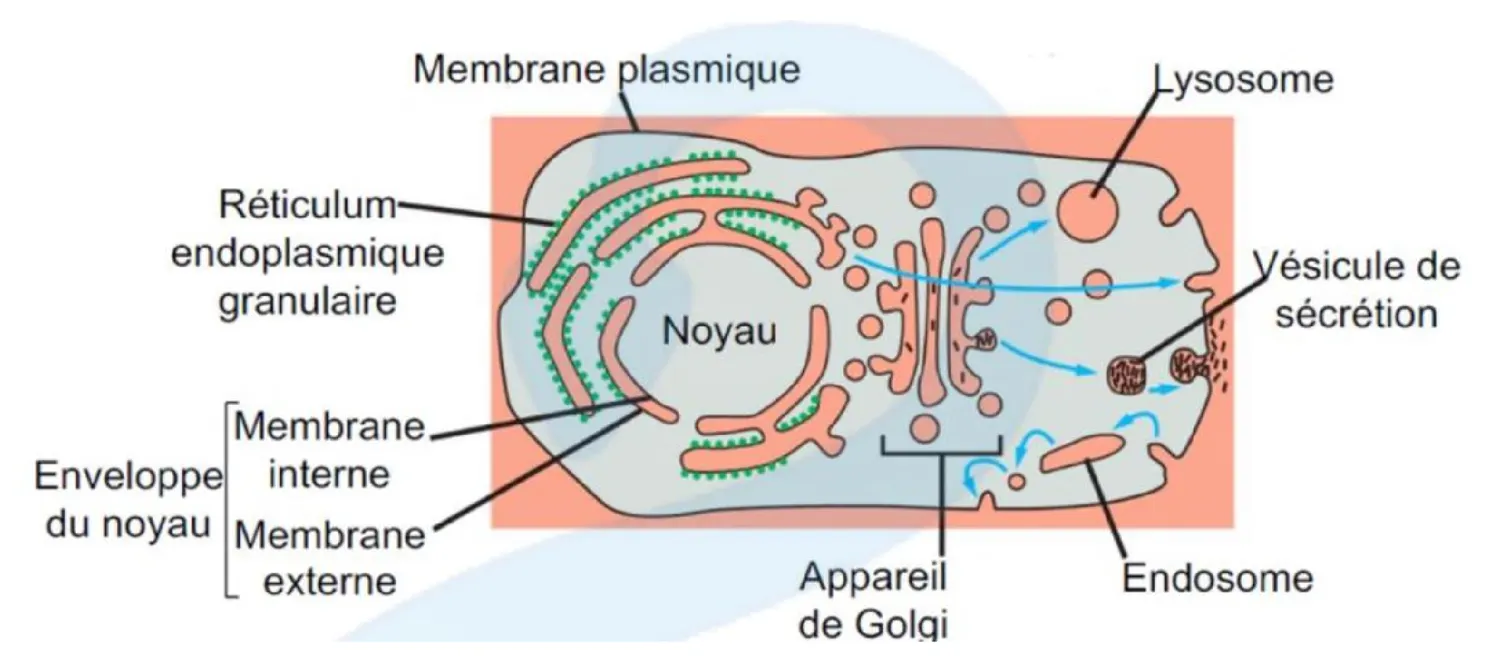 Membrane plasmique
Lysosome
Réticulum
endoplasmique
granulaire
Vésicule de
sécrétion
Noyau
Enveloppe
du noyau
Membrane
interne
Membrane
externe
Appareil
de Golgi
Endosome